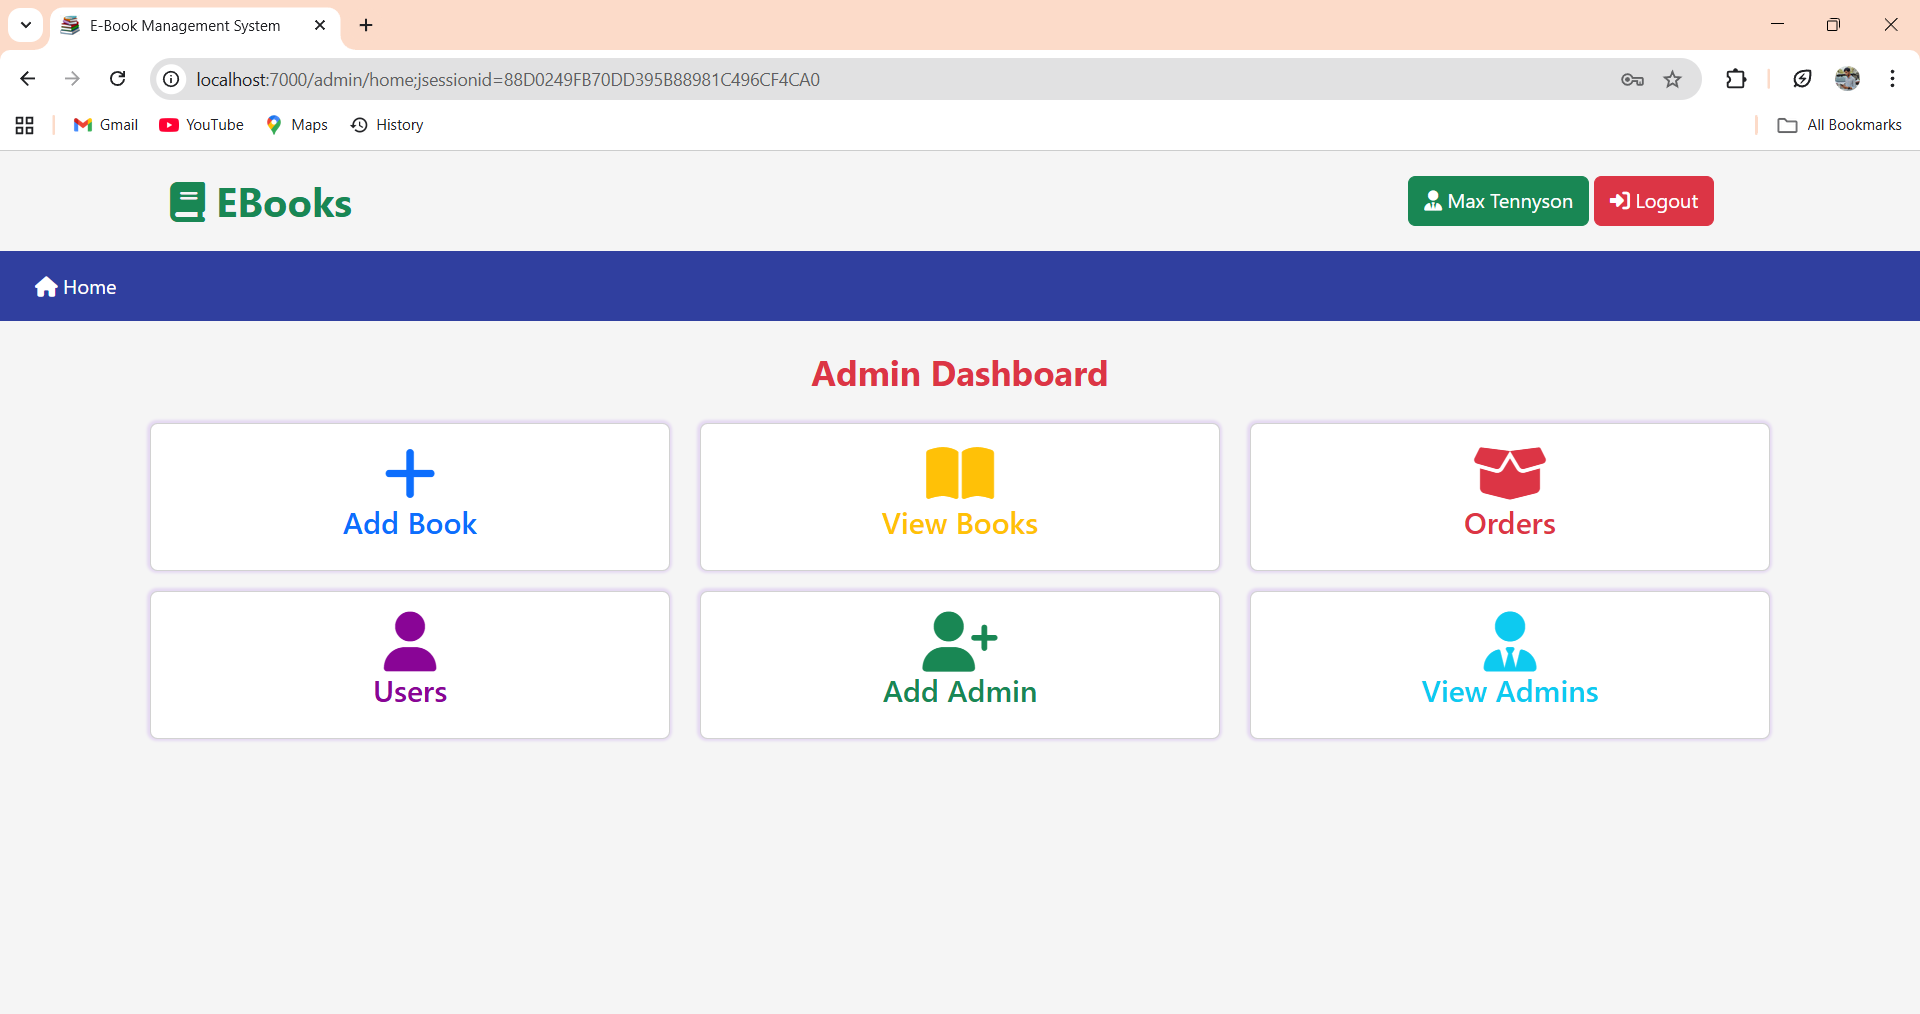 E-Book Management System
localhost:7000/admin/home;jsessionid=88D0249FB70DD395B88981C496CF4CA0
Gmail YouTube Maps History All Bookmarks
EBooks Max Tennyson Logout
Home
Admin Dashboard
Add Book View Books Orders
Users Add Admin View Admins